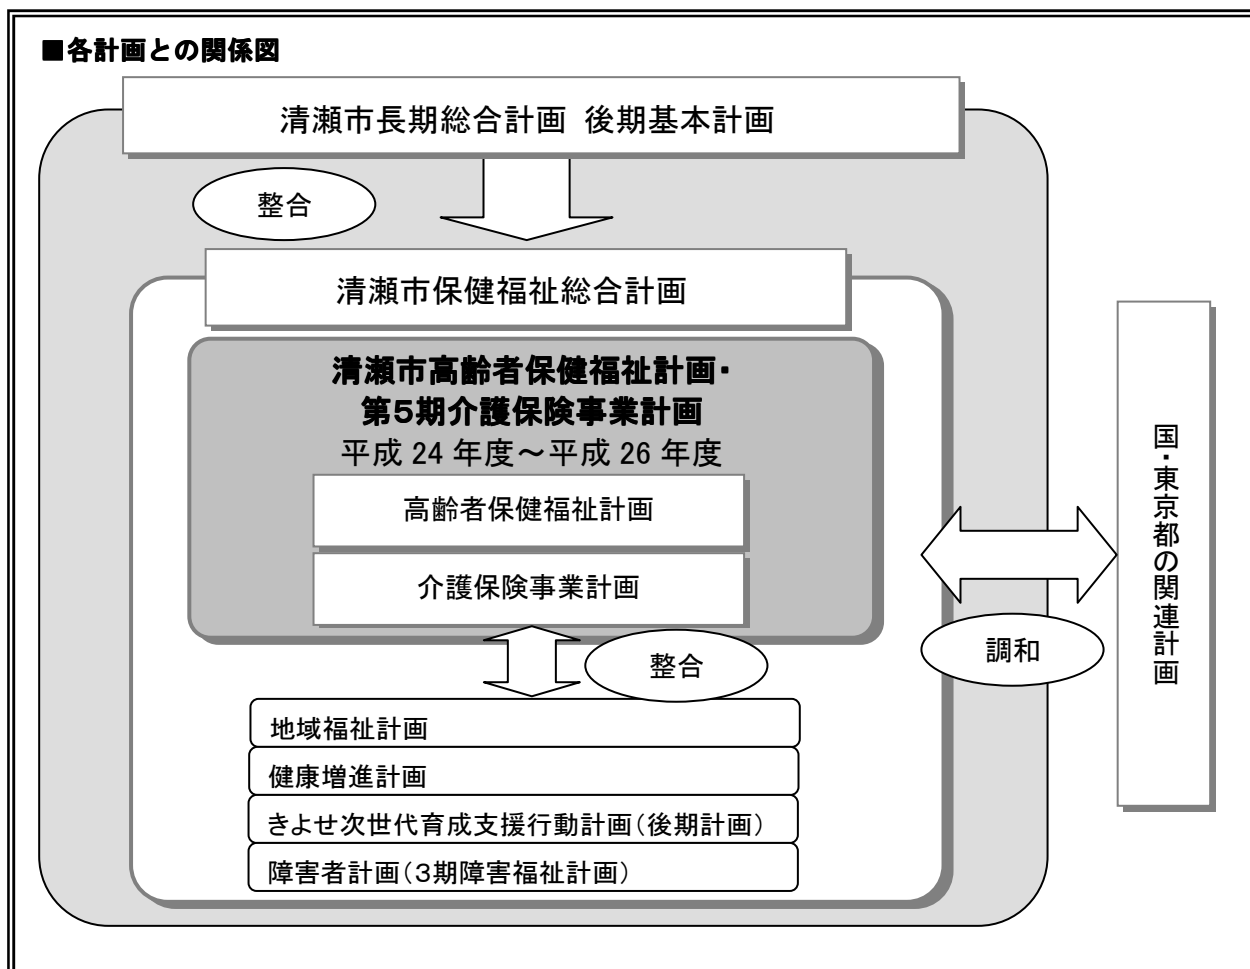 ■各計画との関係図
清瀬市長期総合計画 後期基本計画
整合
清瀬市保健福祉総合計画
清瀬市高齢者保健福祉計画・
第5期介護保険事業計画
平成 24 年度～平成 26 年度
高齢者保健福祉計画
介護保険事業計画
整合
地域福祉計画
健康増進計画
きよせ次世代育成支援行動計画（後期計画）
障害者計画（3期障害福祉計画）
調和
国・東京都の関連計画